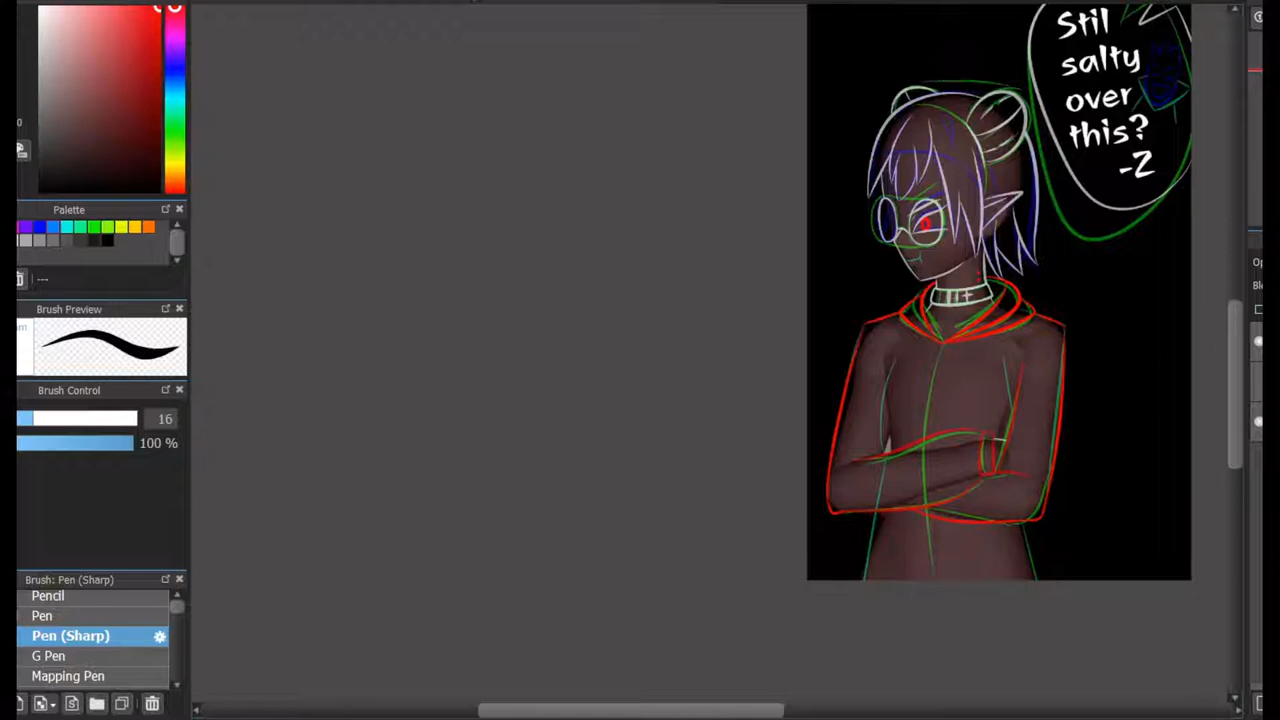 Stil
salty
over
this?
-Z
Palette
---
Brush Preview
Brush Control
16
100 %
Brush: Pen (Sharp)
Pencil
Pen
Pen (Sharp)
G Pen
Mapping Pen